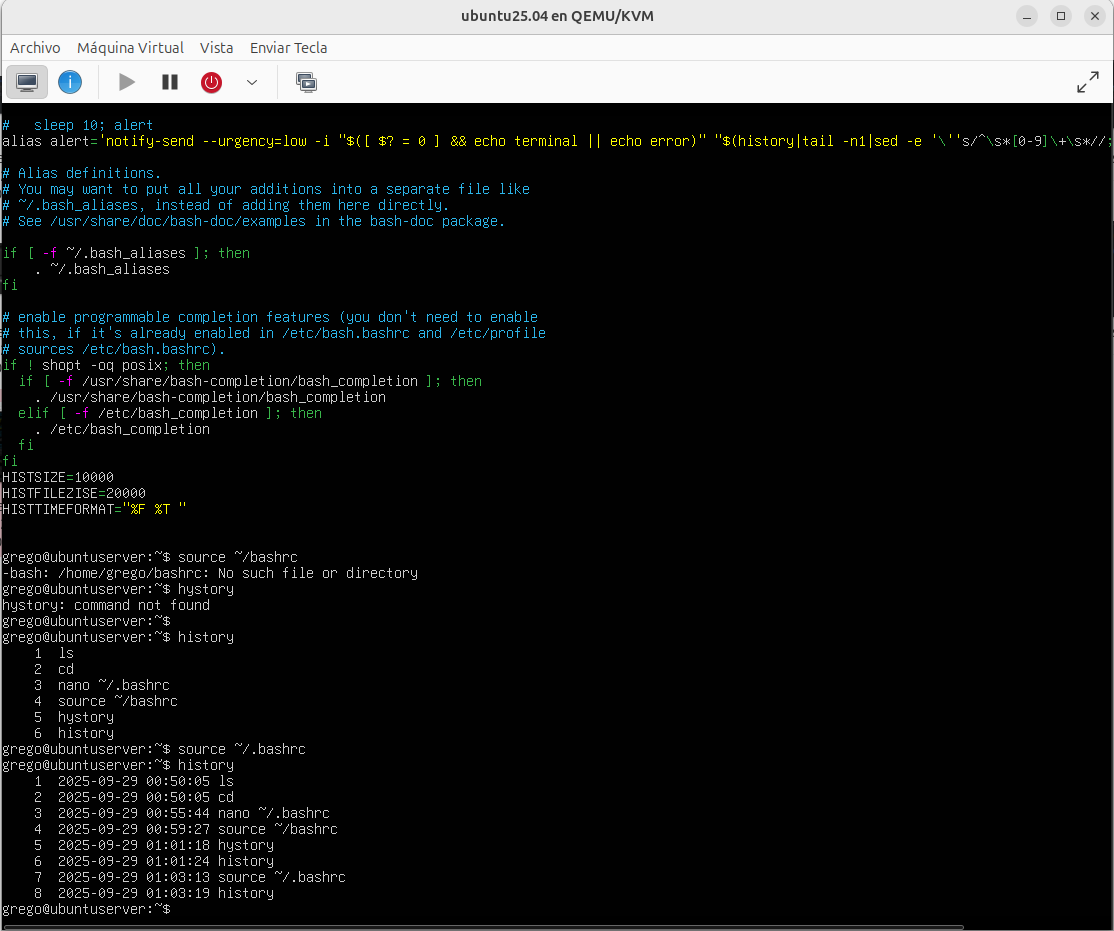 ubuntu25.04 en QEMU/KVM
Archivo Máquina Virtual Vista Enviar Tecla
#   sleep 10; alert
alias alert='notify-send --urgency=low -i "$([ $? = 0 ] && echo terminal || echo error)" "$(history|tail -n1|sed -e '\''s/^\s*[0-9]\+\s*//;
# Alias definitions.
# You may want to put all your additions into a separate file like
# ~/.bash_aliases, instead of adding them here directly.
# See /usr/share/doc/bash-doc/examples in the bash-doc package.
if [ -f ~/.bash_aliases ]; then
    . ~/.bash_aliases
fi
# enable programmable completion features (you don't need to enable
# this, if it's already enabled in /etc/bash.bashrc and /etc/profile
# sources /etc/bash.bashrc).
if ! shopt -oq posix; then
  if [ -f /usr/share/bash-completion/bash_completion ]; then
    . /usr/share/bash-completion/bash_completion
  elif [ -f /etc/bash_completion ]; then
    . /etc/bash_completion
  fi
fi
HISTSIZE=10000
HISTFILEZISE=20000
HISTTIMEFORMAT="%F %T "
grego@ubuntuserver:~$ source ~/bashrc
-bash: /home/grego/bashrc: No such file or directory
grego@ubuntuserver:~$ hystory
hystory: command not found
grego@ubuntuserver:~$
grego@ubuntuserver:~$ history
    1  ls
    2  cd
    3  nano ~/.bashrc
    4  source ~/bashrc
    5  hystory
    6  history
grego@ubuntuserver:~$ source ~/.bashrc
grego@ubuntuserver:~$ history
    1  2025-09-29 00:50:05 ls
    2  2025-09-29 00:50:05 cd
    3  2025-09-29 00:55:44 nano ~/.bashrc
    4  2025-09-29 00:59:27 source ~/bashrc
    5  2025-09-29 01:01:18 hystory
    6  2025-09-29 01:01:24 history
    7  2025-09-29 01:03:13 source ~/.bashrc
    8  2025-09-29 01:03:19 history
grego@ubuntuserver:~$